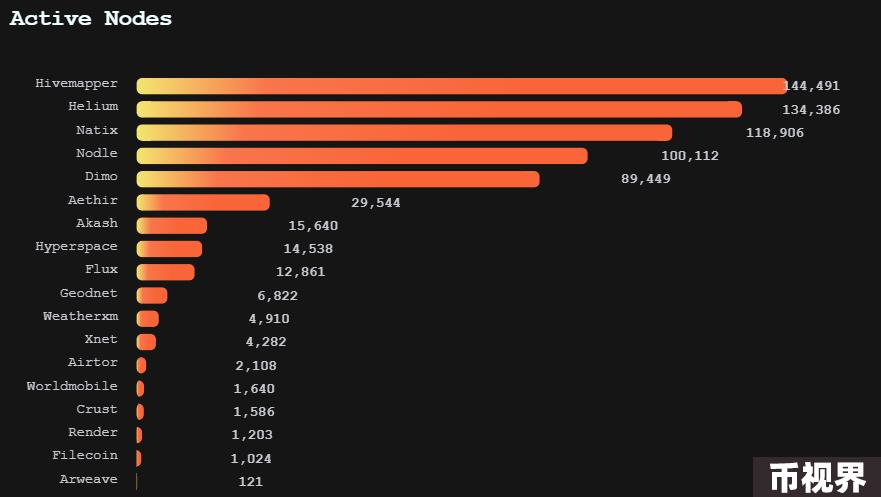 Active Nodes
Hivemapper 144,491
Helium 134,386
Natix 118,906
Nodle 100,112
Dimo 89,449
Aethir 29,544
Akash 15,640
Hyperspace 14,538
Flux 12,861
Geodnet 6,822
Weatherxm 4,910
Xnet 4,282
Airtor 2,108
Worldmobile 1,640
Crust 1,586
Render 1,203
Filecoin 1,024
Arweave 121
币视界